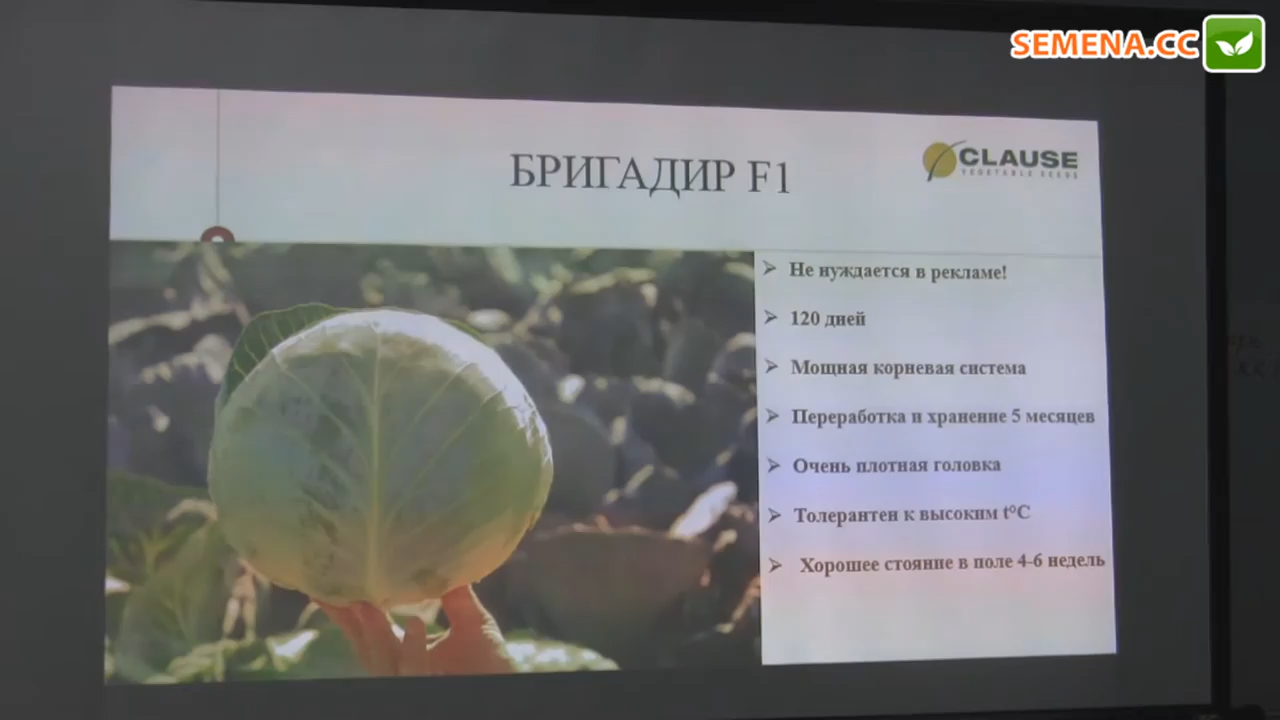 SEMENA.CC
БРИГАДИР F1
CLAUSE
VEGETABLE SEEDS
Не нуждается в рекламе!
120 дней
Мощная корневая система
Переработка и хранение 5 месяцев
Очень плотная головка
Толерантен к высоким t°C
Хорошее стояние в поле 4-6 недель